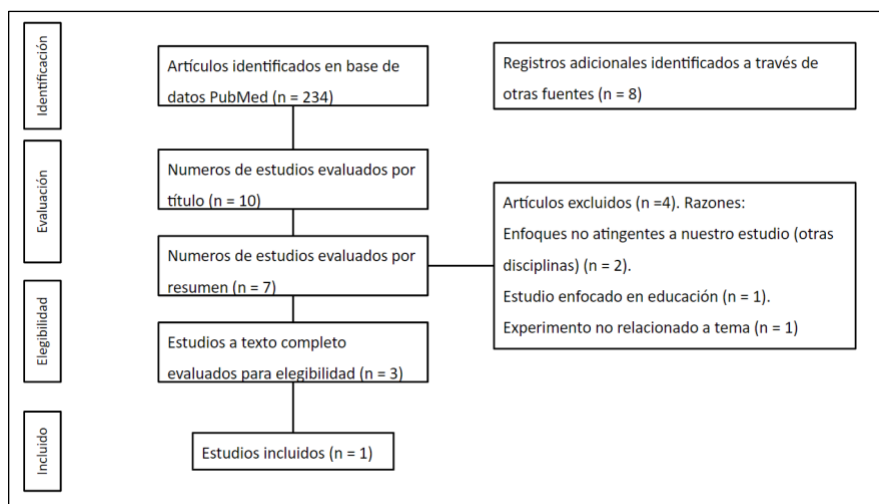 Identificación
Artículos identificados en base de
datos PubMed (n = 234)
Registros adicionales identificados a través de
otras fuentes (n = 8)
Evaluación
Numeros de estudios evaluados por
título (n = 10)
Numeros de estudios evaluados por
resumen (n = 7)
Artículos excluidos (n =4). Razones:
Enfoques no atingentes a nuestro estudio (otras
disciplinas) (n = 2).
Estudio enfocado en educación (n = 1).
Experimento no relacionado a tema (n = 1)
Elegibilidad
Estudios a texto completo
evaluados para elegibilidad (n = 3)
Incluido
Estudios incluidos (n = 1)